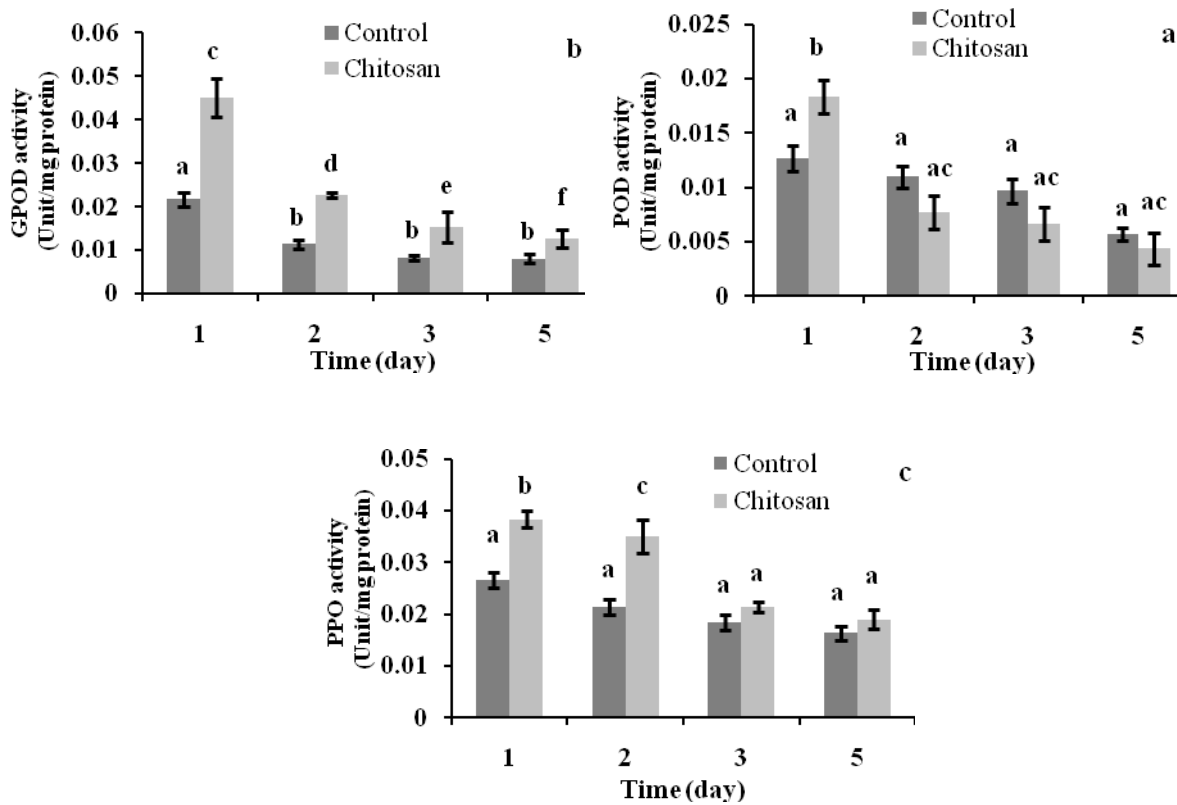 0.06
0.05
0.04
0.03
0.02
0.01
0
GPOD activity
(Unit/mg protein)
Control
Chitosan
b
a
c
b
d
b
e
b
f
1 2 3 5
Time (day)
0.025
0.02
0.015
0.01
0.005
0
POD activity
(Unit/mg protein)
Control
Chitosan
a
a
b
a
ac
a
ac
a
ac
1 2 3 5
Time (day)
0.05
0.04
0.03
0.02
0.01
0
PPO activity
(Unit/mg protein)
Control
Chitosan
c
a
b
a
c
a
a
a
a
1 2 3 5
Time (day)